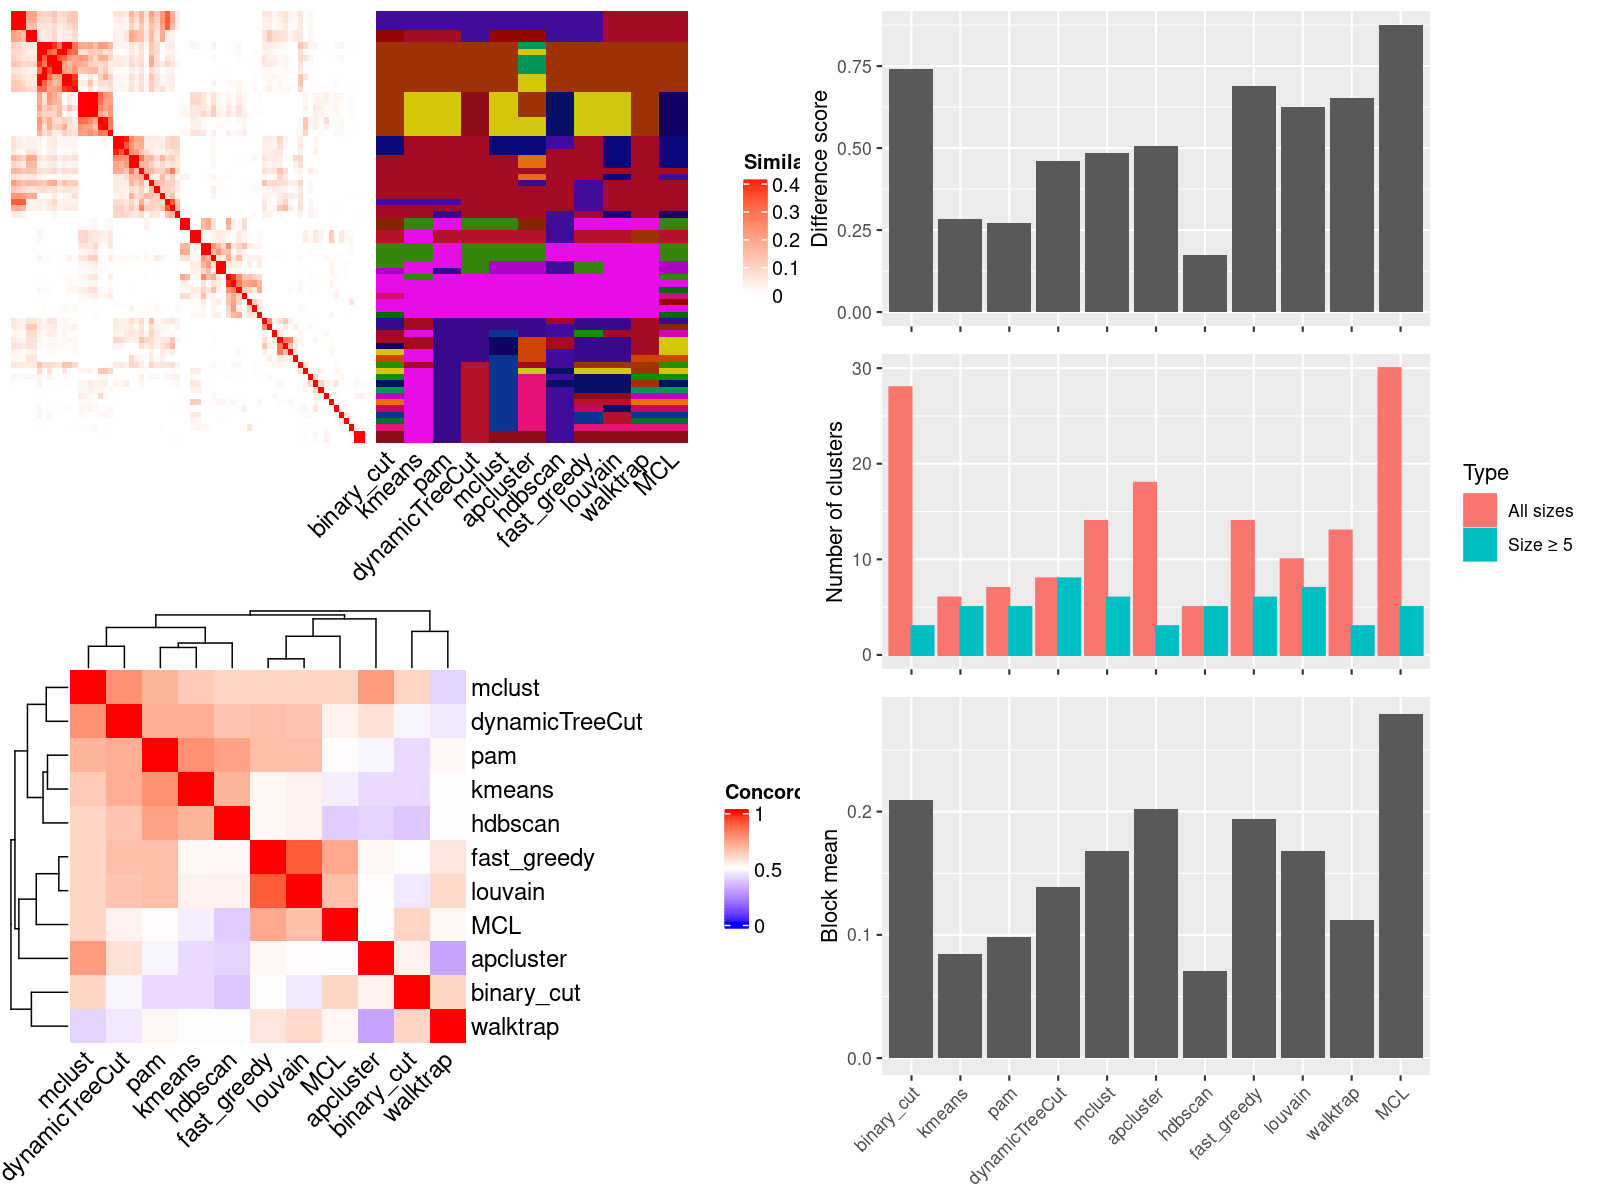 Simila
0.4
0.3
0.2
0.1
0
binary_cut
kmeans
pam
dynamicTreeCut
mclust
apcluster
hdbscan
fast_greedy
louvain
walktrap
MCL
mclust
dynamicTreeCut
pam
kmeans
hdbscan
fast_greedy
louvain
MCL
apcluster
binary_cut
walktrap
mclust
dynamicTreeCut
pam
kmeans
hdbscan
fast_greedy
louvain
MCL
apcluster
binary_cut
walktrap
Concord
1
0.5
0
Difference score
0.75
0.50
0.25
0.00
Number of clusters
30
20
10
0
Type
All sizes
Size ≥ 5
Block mean
0.2
0.1
0.0
binary_cut
kmeans
pam
dynamicTreeCut
mclust
apcluster
hdbscan
fast_greedy
louvain
walktrap
MCL